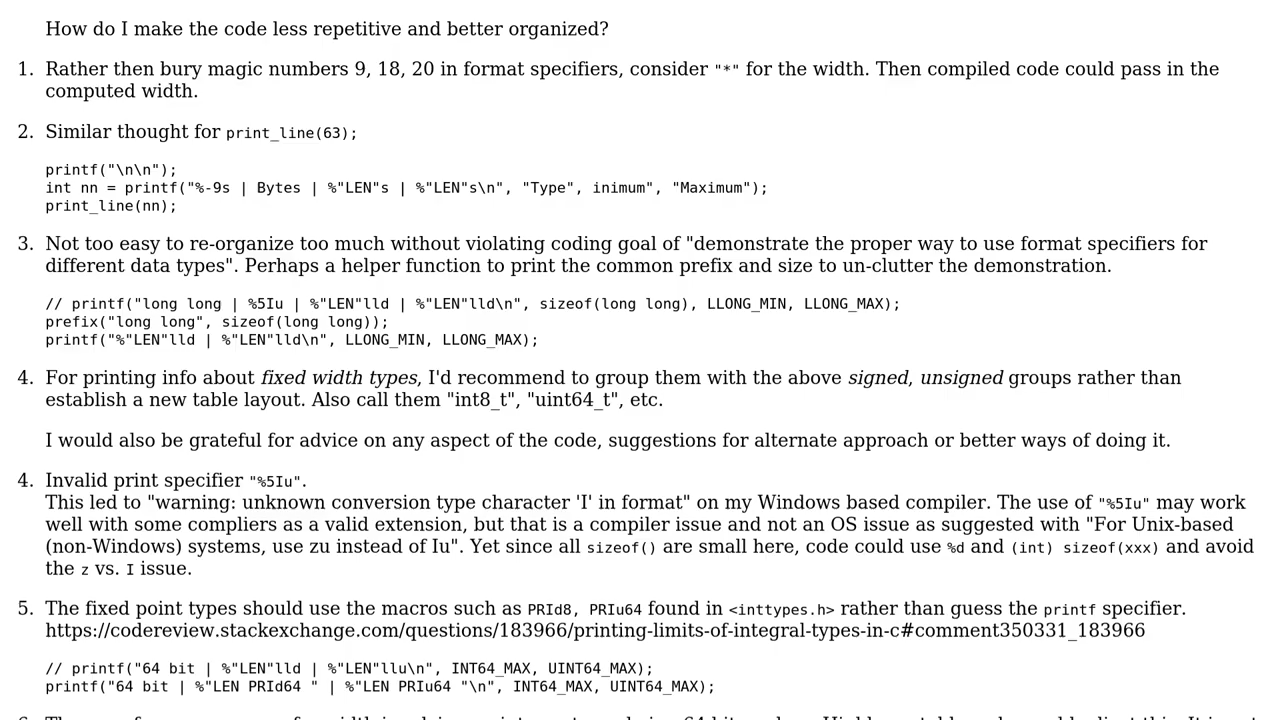 How do I make the code less repetitive and better organized?
1. Rather then bury magic numbers 9, 18, 20 in format specifiers, consider "*" for the width. Then compiled code could pass in the
computed width.
2. Similar thought for print_line(63);
printf("\n\n");
int nn = printf("%-9s | Bytes | %"LEN"s | %"LEN"s\n", "Type", inimum", "Maximum");
print_line(nn);
3. Not too easy to re-organize too much without violating coding goal of "demonstrate the proper way to use format specifiers for
different data types". Perhaps a helper function to print the common prefix and size to un-clutter the demonstration.
// printf("long long | %5Iu | %"LEN"lld | %"LEN"lld\n", sizeof(long long), LLONG_MIN, LLONG_MAX);
prefix("long long", sizeof(long long));
printf("%"LEN"lld | %"LEN"lld\n", LLONG_MIN, LLONG_MAX);
4. For printing info about fixed width types, I'd recommend to group them with the above signed, unsigned groups rather than
establish a new table layout. Also call them "int8_t", "uint64_t", etc.
I would also be grateful for advice on any aspect of the code, suggestions for alternate approach or better ways of doing it.
4. Invalid print specifier "%5Iu".
This led to "warning: unknown conversion type character 'I' in format" on my Windows based compiler. The use of "%5Iu" may work
well with some compliers as a valid extension, but that is a compiler issue and not an OS issue as suggested with "For Unix-based
(non-Windows) systems, use zu instead of Iu". Yet since all sizeof() are small here, code could use %d and (int) sizeof(xxx) and avoid
the z vs. I issue.
5. The fixed point types should use the macros such as PRId8, PRIu64 found in <inttypes.h> rather than guess the printf specifier.
https://codereview.stackexchange.com/questions/183966/printing-limits-of-integral-types-in-c#comment350331_183966
// printf("64 bit | %"LEN"lld | %"LEN"llu\n", INT64_MAX, UINT64_MAX);
printf("64 bit | %"LEN PRId64 " | %"LEN PRIu64 "\n", INT64_MAX, UINT64_MAX);